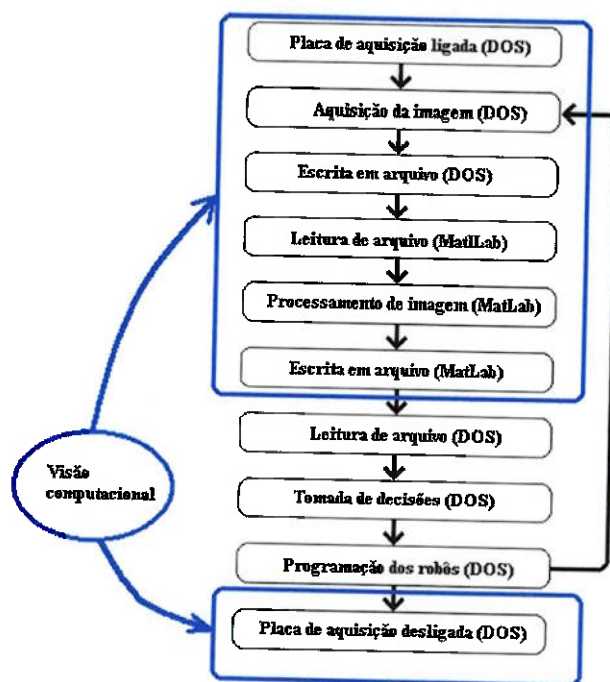 Placa de aquisição ligada (DOS)
Aquisição da imagem (DOS)
Escrita em arquivo (DOS)
Leitura de arquivo (MatlLab)
Processamento de imagem (MatLab)
Escrita em arquivo (MatLab)
Leitura de arquivo (DOS)
Tomada de decisões (DOS)
Programação dos robôs (DOS)
Placa de aquisição desligada (DOS)
Visão
computacional